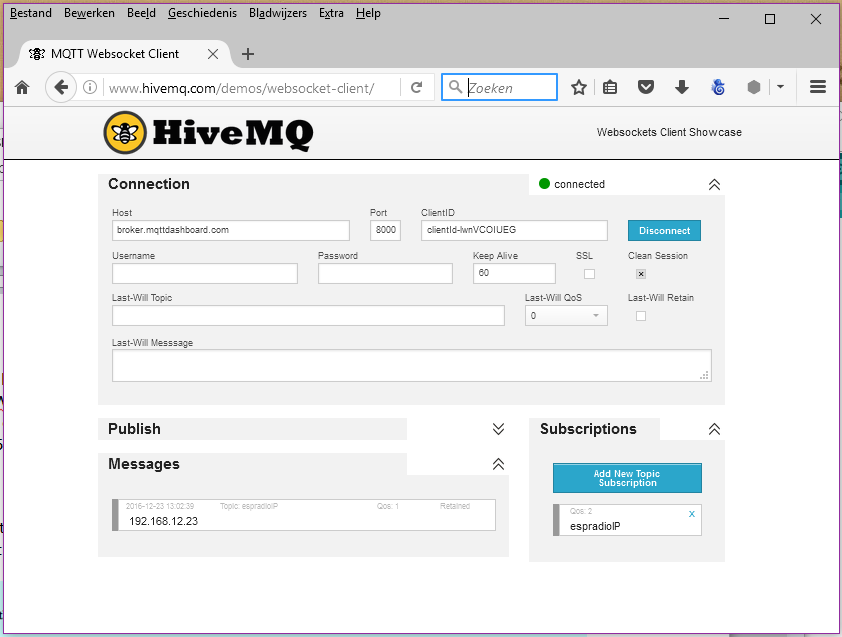 Bestand Bewerken Beeld Geschiedenis Bladwijzers Extra Help
MQTT Websocket Client
www.hivemq.com/demos/websocket-client/
Zoeken
HiveMQ
Websockets Client Showcase
Connection
connected
Host Port ClientID
broker.mqttdashboard.com 8000 clientId-lwnVCOIUEG Disconnect
Username Password Keep Alive SSL Clean Session
60
Last-Will Topic Last-Will QoS Last-Will Retain
0
Last-Will Messsage
Publish
Subscriptions
Messages
Add New Topic
Subscription
2016-12-23 13:02:39 Topic: espradioIP Qos: 1 Retained
192.168.12.23
Qos: 2 x
espradioIP